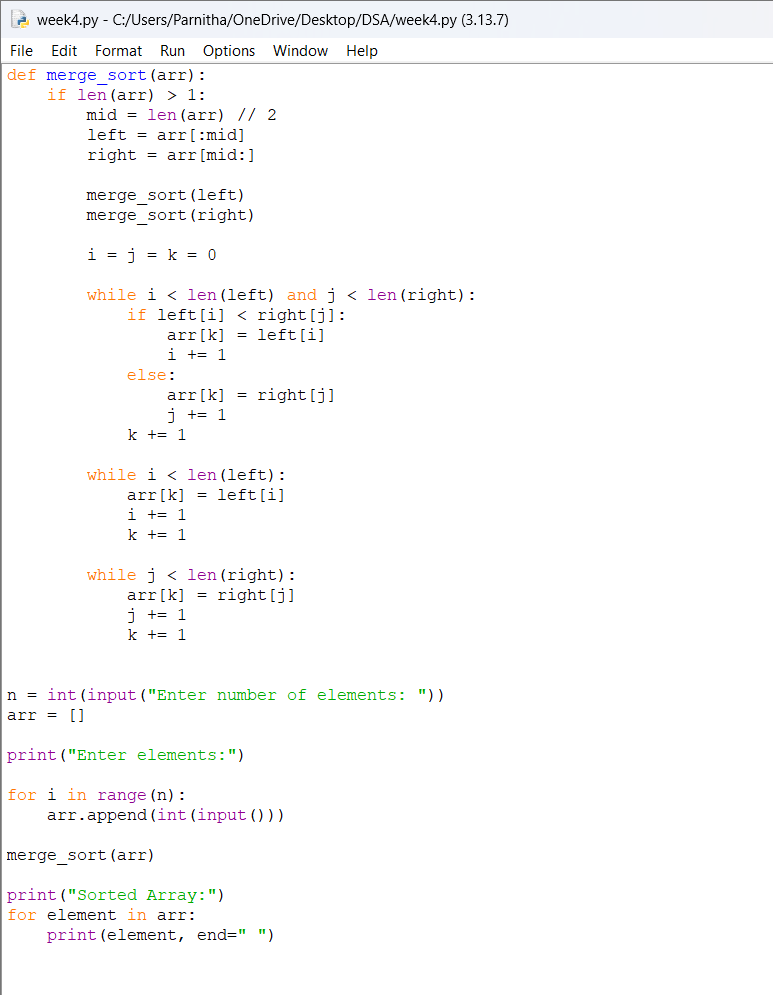 week4.py - C:/Users/Parnitha/OneDrive/Desktop/DSA/week4.py (3.13.7)
File Edit Format Run Options Window Help
def merge_sort(arr):
    if len(arr) > 1:
        mid = len(arr) // 2
        left = arr[:mid]
        right = arr[mid:]

        merge_sort(left)
        merge_sort(right)

        i = j = k = 0

        while i < len(left) and j < len(right):
            if left[i] < right[j]:
                arr[k] = left[i]
                i += 1
            else:
                arr[k] = right[j]
                j += 1
            k += 1

        while i < len(left):
            arr[k] = left[i]
            i += 1
            k += 1

        while j < len(right):
            arr[k] = right[j]
            j += 1
            k += 1


n = int(input("Enter number of elements: "))
arr = []

print("Enter elements:")

for i in range(n):
    arr.append(int(input()))

merge_sort(arr)

print("Sorted Array:")
for element in arr:
    print(element, end=" ")